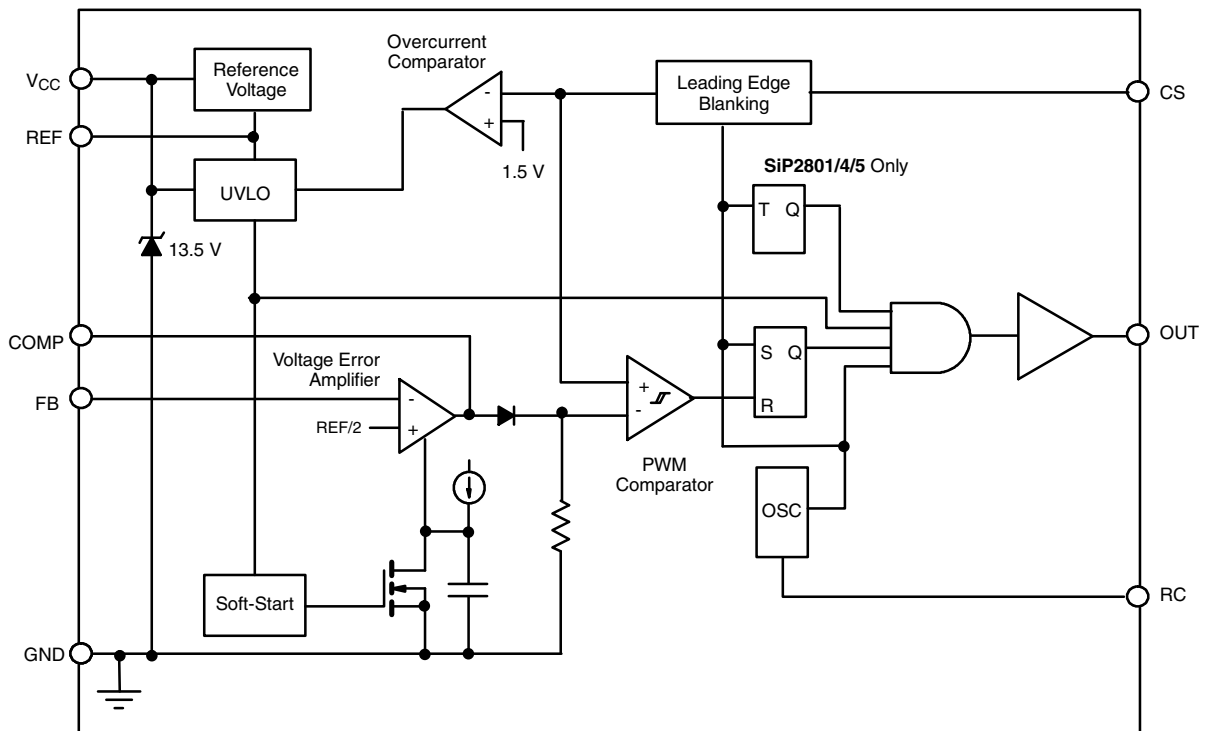 Overcurrent
Comparator
VCC
Reference
Voltage
-
+
1.5 V
Leading Edge
Blanking
CS
REF
UVLO
SiP2801/4/5 Only
T Q
13.5 V
COMP
Voltage Error
Amplifier
FB
-
REF/2
+
+
-
PWM
Comparator
S Q
R
OUT
OSC
Soft-Start
RC
GND